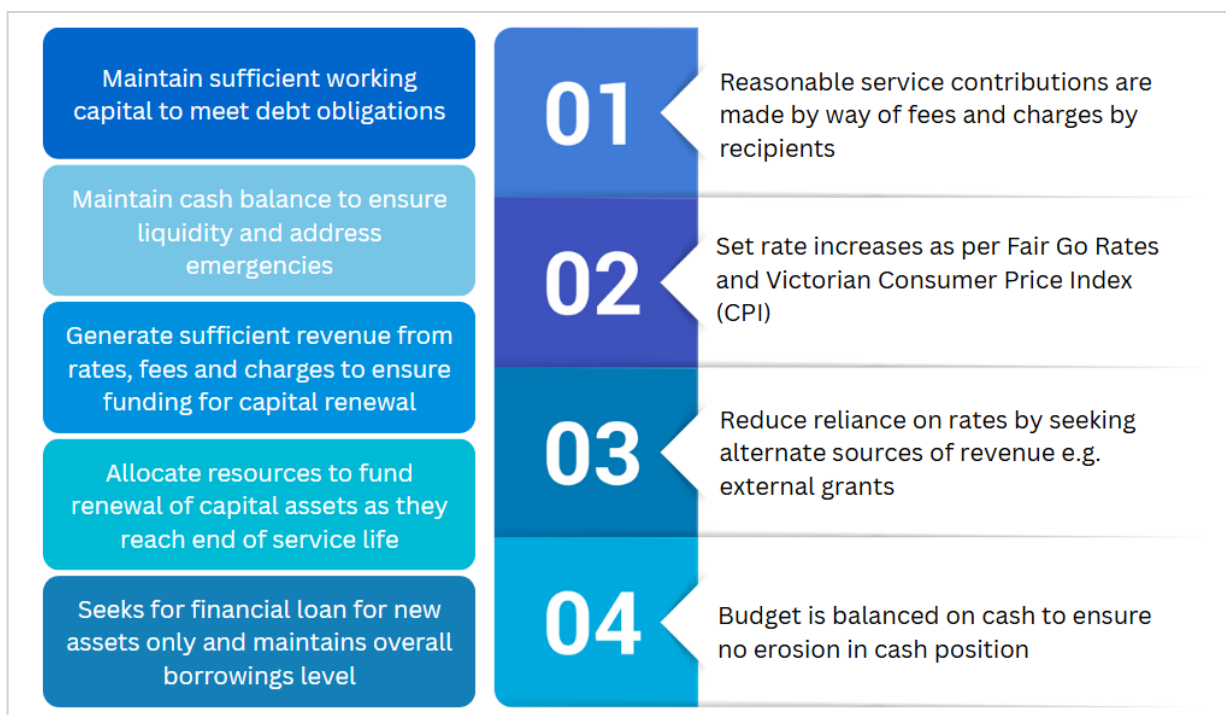 Maintain sufficient working
capital to meet debt obligations
Maintain cash balance to ensure
liquidity and address
emergencies
Generate sufficient revenue from
rates, fees and charges to ensure
funding for capital renewal
Allocate resources to fund
renewal of capital assets as they
reach end of service life
Seeks for financial loan for new
assets only and maintains overall
borrowings level
01
Reasonable service contributions are
made by way of fees and charges by
recipients
02
Set rate increases as per Fair Go Rates
and Victorian Consumer Price Index
(CPI)
03
Reduce reliance on rates by seeking
alternate sources of revenue e.g.
external grants
04
Budget is balanced on cash to ensure
no erosion in cash position